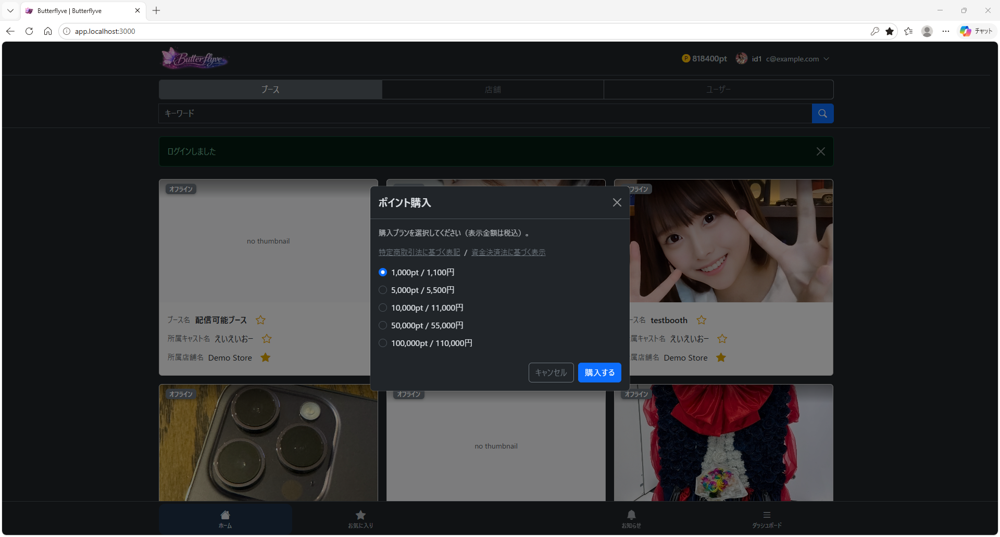 Butterflyve | Butterflyve
app.localhost:3000
チャット
Butterflyve
P 818400pt id1 c@example.com
ブース 店舗 ユーザー
キーワード
ログインしました
オフライン
no thumbnail
ブース名 配信可能ブース
所属キャスト名 えいえいおー
所属店舗名 Demo Store
ポイント購入
購入プランを選択してください（表示金額は税込）。
特定商取引法に基づく表記 / 資金決済法に基づく表示
1,000pt / 1,100円
5,000pt / 5,500円
10,000pt / 11,000円
50,000pt / 55,000円
100,000pt / 110,000円
キャンセル 購入する
フライン
ース名 testbooth
属キャスト名 えいえいおー
属店舗名 Demo Store
オフライン
オフライン
no thumbnail
オフライン
ホーム お気に入り お知らせ ダッシュボード